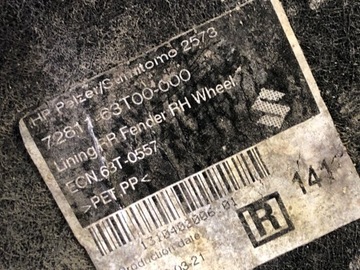 HP Pelzer/Sumitomo 2573
72811-63T00-000
Lining FR Fender RH Wheel
ECN.63T-0557
>PET PP<
141
[R]
Production date